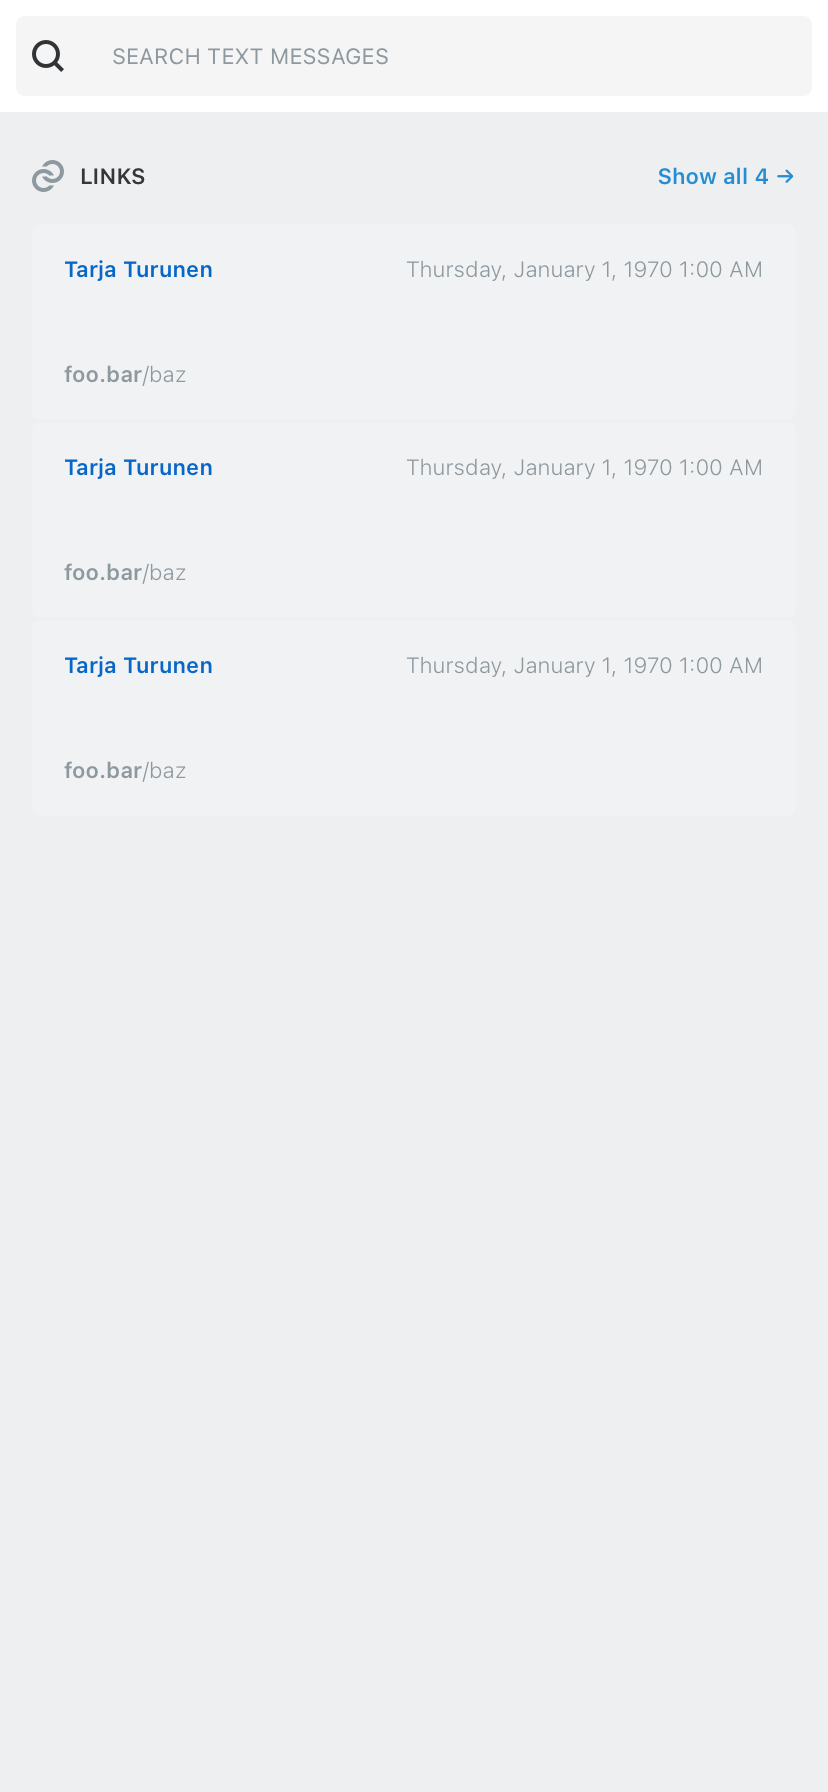 SEARCH TEXT MESSAGES
LINKS Show all 4 →
Tarja Turunen Thursday, January 1, 1970 1:00 AM
foo.bar/baz
Tarja Turunen Thursday, January 1, 1970 1:00 AM
foo.bar/baz
Tarja Turunen Thursday, January 1, 1970 1:00 AM
foo.bar/baz